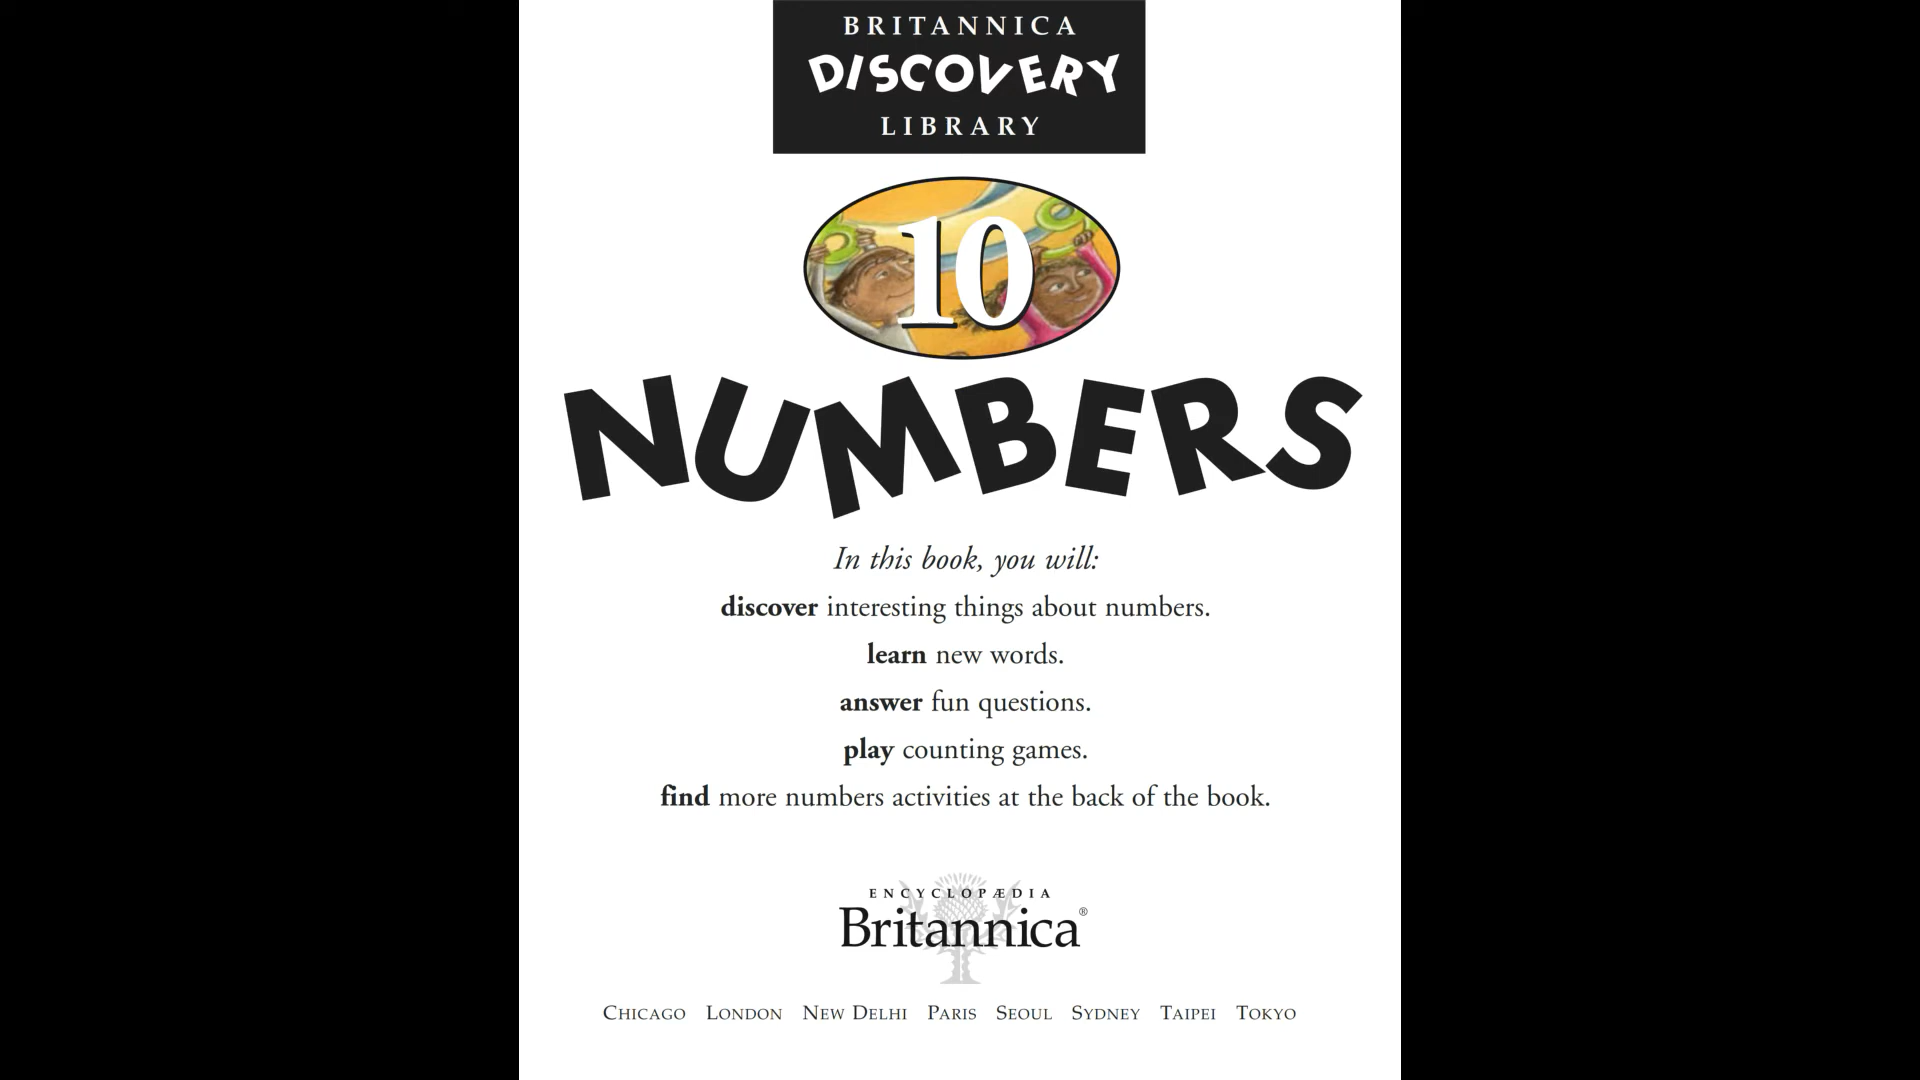 BRITANNICA
DISCOVERY
LIBRARY
10
NUMBERS
In this book, you will:
discover interesting things about numbers.
learn new words.
answer fun questions.
play counting games.
find more numbers activities at the back of the book.
ENCYCLOPÆDIA
Britannica®
CHICAGO LONDON NEW DELHI PARIS SEOUL SYDNEY TAIPEI TOKYO